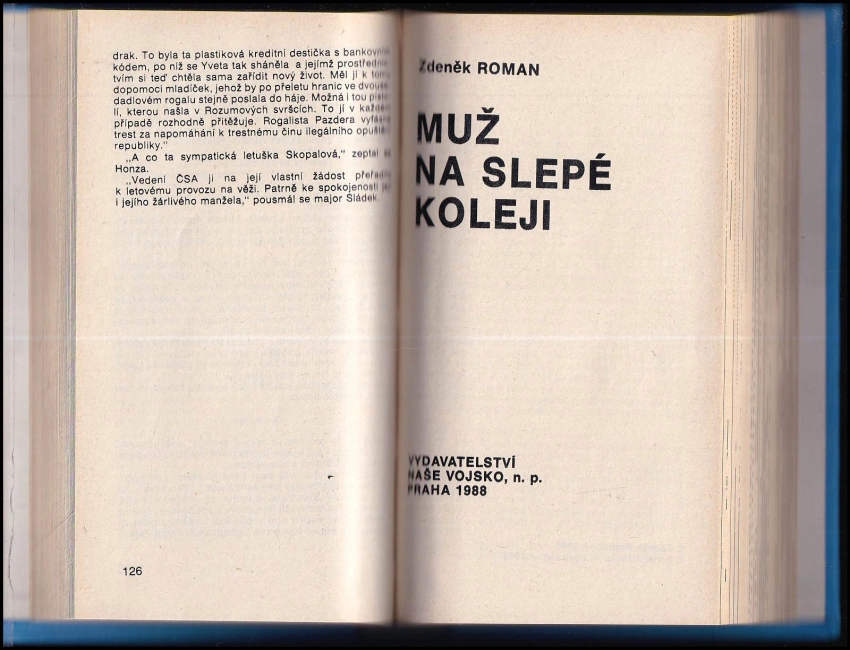 drak. To byla ta plastiková kreditní destička s bankovním
kódem, po níž se Yveta tak sháněla a jejímž prostřednic-
tvím si teď chtěla sama zařídit nový život. Měl jí k tomu
dopomoci mladíček, jehož by po přeletu hranic ve dvouse-
dadlovém rogalu stejně poslala do háje. Možná i tou
lí, kterou našla v Rozumových svršcích. To jí v každém
případě rozhodně přitěžuje. Rogalista Pazdera
trest za napomáhání k trestnému činu ilegálního opuštění
republiky."
„A co ta sympatická letuška Skopalová,“ zeptal se
Honza.
„Vedení ČSA ji na její vlastní žádost
k letovému provozu na věži. Patrně ke spokojenosti její
i jejího žárlivého manžela,“ pousmál se major Sládek.
126
Zdeněk ROMAN
MUŽ
NA SLEPÉ
KOLEJI
VYDAVATELSTVÍ
NAŠE VOJSKO, n. p.
PRAHA 1988